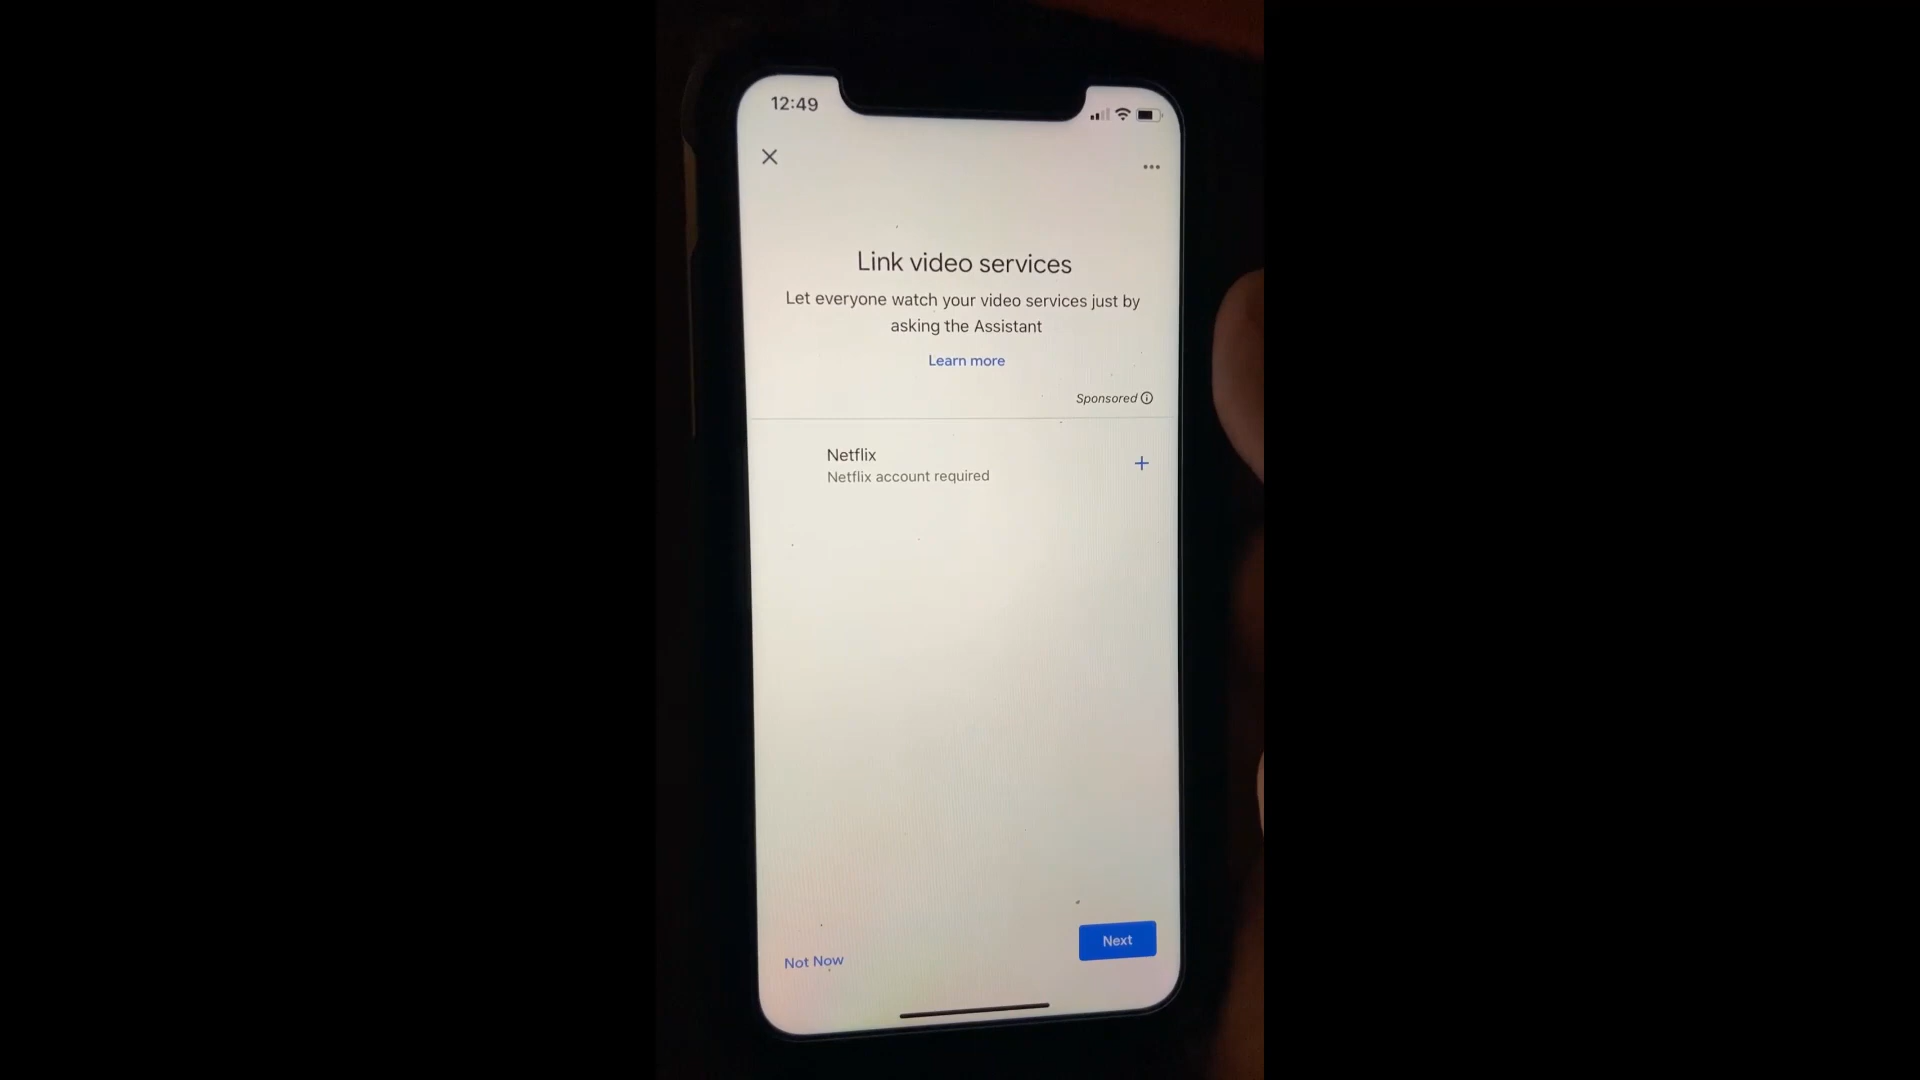 12:49
Link video services
Let everyone watch your video services just by
asking the Assistant
Learn more
Sponsored
Netflix
Netflix account required
Not Now
Next